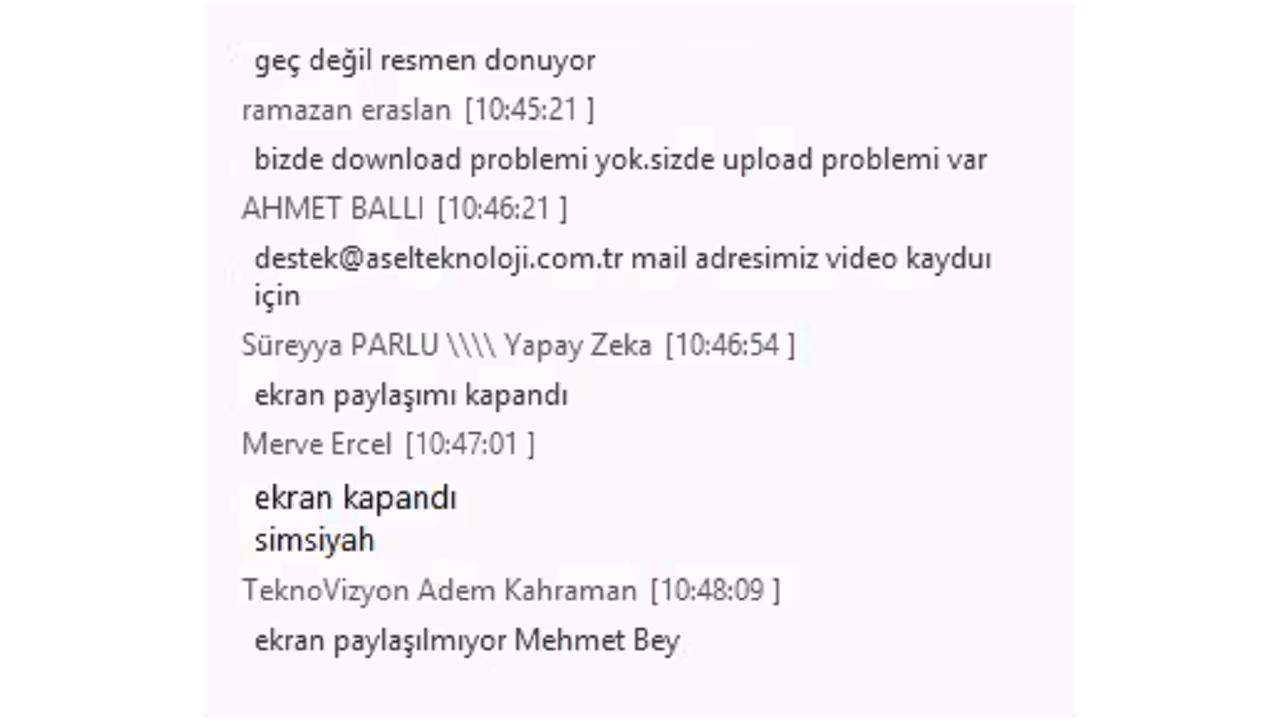 geç değil resmen donuyor
ramazan eraslan [10:45:21 ]
bizde download problemi yok.sizde upload problemi var
AHMET BALLI [10:46:21 ]
destek@aselteknoloji.com.tr mail adresimiz video kayduı
için
Süreyya PARLU \\\\ Yapay Zeka [10:46:54 ]
ekran paylaşımı kapandı
Merve Ercel [10:47:01 ]
ekran kapandı
simsiyah
TeknoVizyon Adem Kahraman [10:48:09 ]
ekran paylaşılmıyor Mehmet Bey